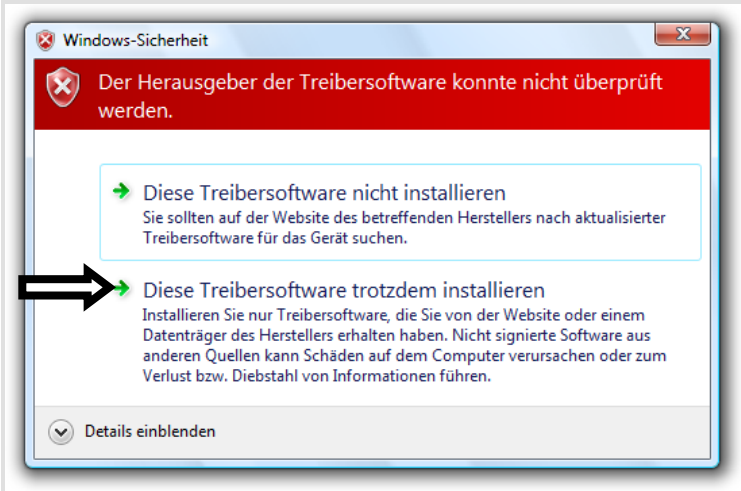 Windows-Sicherheit
X
Der Herausgeber der Treibersoftware konnte nicht überprüft
werden.
Diese Treibersoftware nicht installieren
Sie sollten auf der Website des betreffenden Herstellers nach aktualisierter
Treibersoftware für das Gerät suchen.
Diese Treibersoftware trotzdem installieren
Installieren Sie nur Treibersoftware, die Sie von der Website oder einem
Datenträger des Herstellers erhalten haben. Nicht signierte Software aus
anderen Quellen kann Schäden auf dem Computer verursachen oder zum
Verlust bzw. Diebstahl von Informationen führen.
Details einblenden